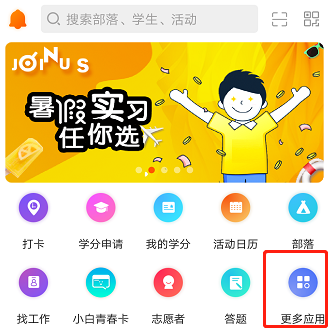 搜索部落、学生、活动
JOINUS
暑假实习
任你选
打卡
学分申请
我的学分
活动日历
部落
找工作
小白青春卡
志愿者
答题
更多应用